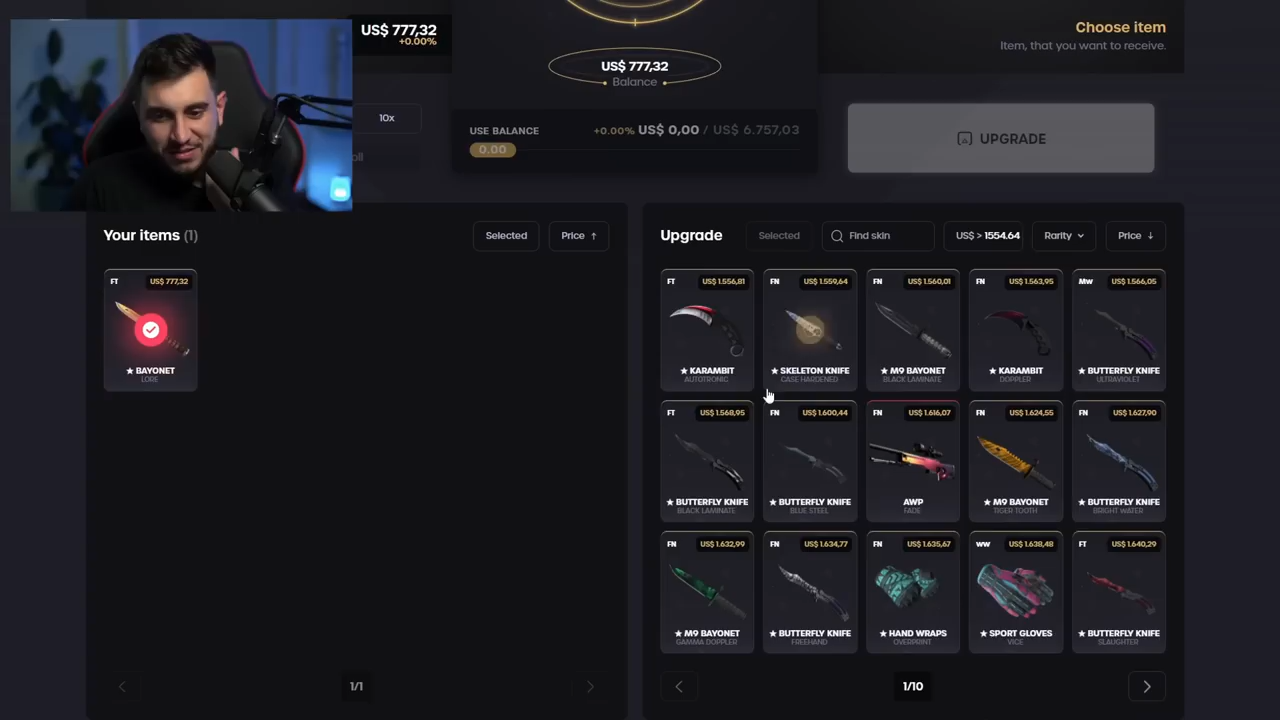 US$ 777,32
+0.00%
US$ 777,32
Balance
Choose item
Item, that you want to receive.
10x
USE BALANCE
+0.00% US$ 0,00 / US$ 6.757,03
0.00
UPGRADE
Your items (1)
Selected
Price ↑
Upgrade
Selected
Find skin
US$ > 1554.64
Rarity
Price ↓
FT US$ 777,32
★ BAYONET
LORE
FT US$ 1.556,81
★ KARAMBIT
AUTOTRONIC
FN US$ 1.559,64
★ SKELETON KNIFE
CASE HARDENED
FN US$ 1.560,01
★ M9 BAYONET
BLACK LAMINATE
FN US$ 1.563,95
★ KARAMBIT
DOPPLER
MW US$ 1.566,05
★ BUTTERFLY KNIFE
ULTRAVIOLET
FT US$ 1.568,95
★ BUTTERFLY KNIFE
BLACK LAMINATE
FN US$ 1.600,44
★ BUTTERFLY KNIFE
BLUE STEEL
FN US$ 1.616,07
AWP
FADE
FN US$ 1.624,55
★ M9 BAYONET
TIGER TOOTH
FN US$ 1.627,90
★ BUTTERFLY KNIFE
BRIGHT WATER
FN US$ 1.632,99
★ M9 BAYONET
GAMMA DOPPLER
FN US$ 1.634,77
★ BUTTERFLY KNIFE
FREEHAND
FN US$ 1.635,67
★ HAND WRAPS
OVERPRINT
WW US$ 1.638,48
★ SPORT GLOVES
VICE
FT US$ 1.640,29
★ BUTTERFLY KNIFE
SLAUGHTER
1/1
1/10